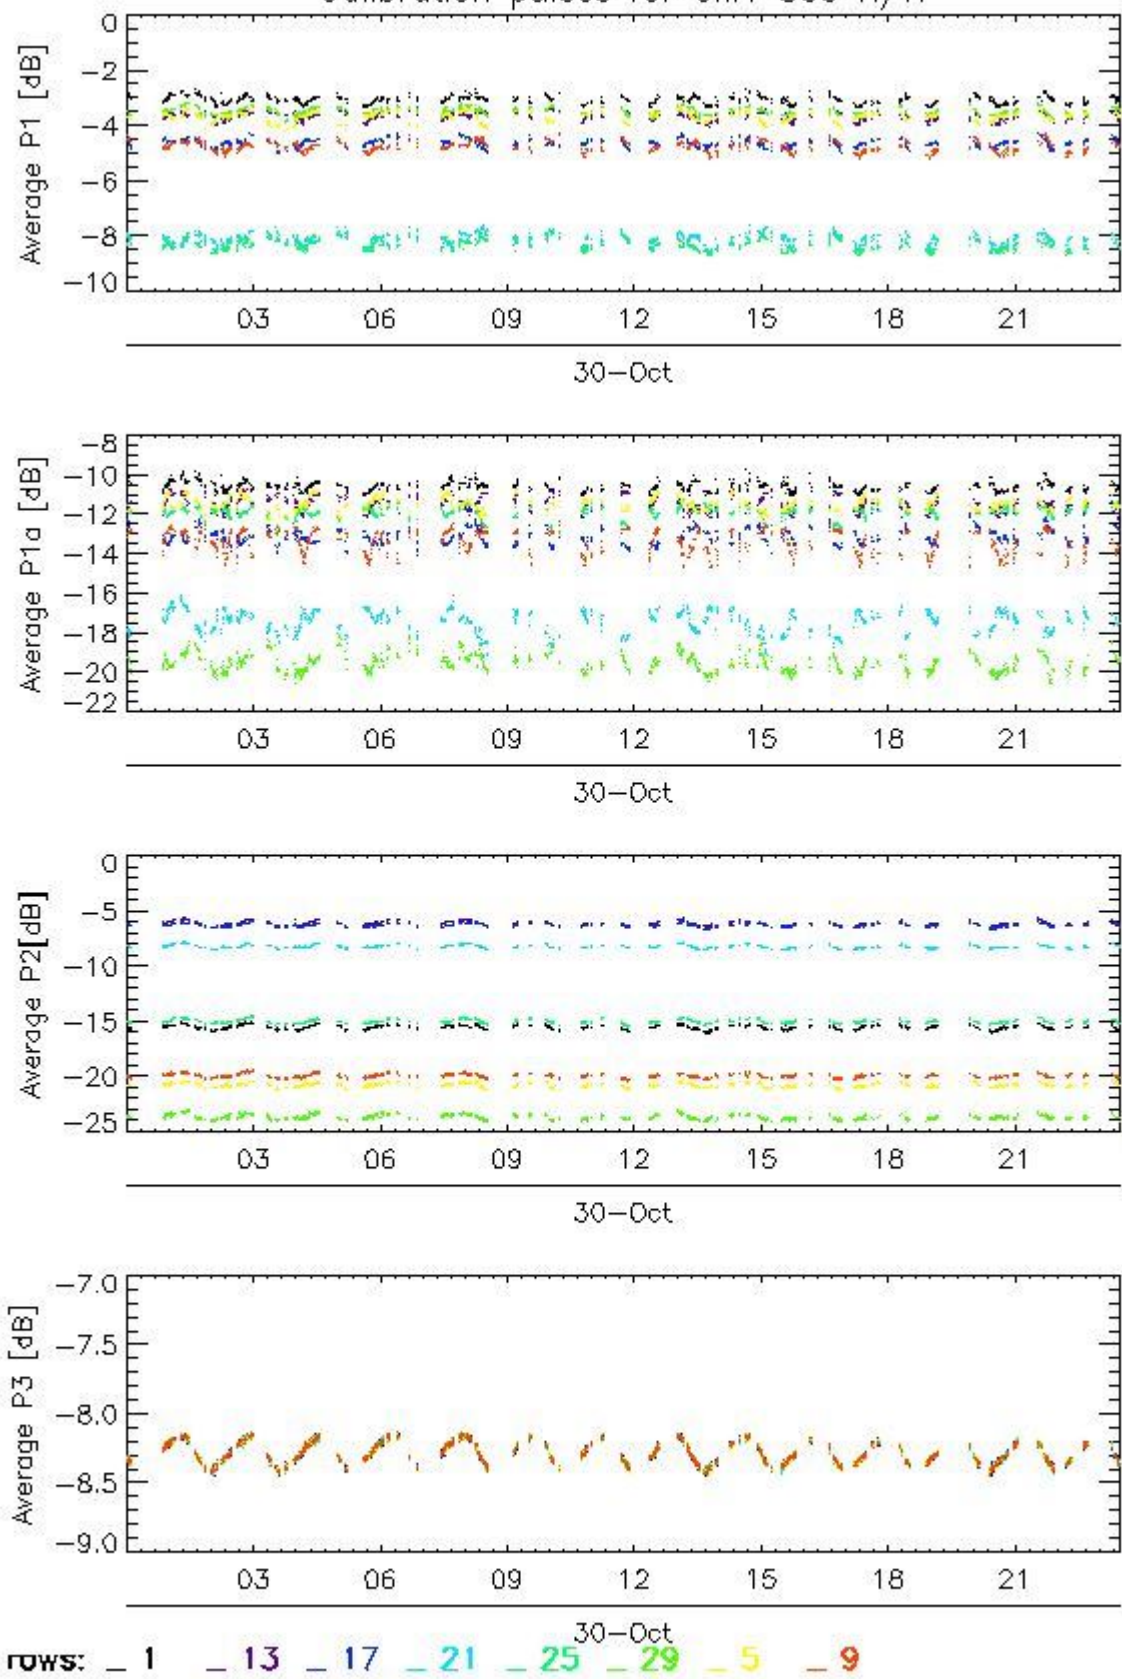 Average P1 [dB]
0
-2
-4
-6
-8
-10
03 06 09 12 15 18 21
30-Oct
Average P1a [dB]
-8
-10
-12
-14
-16
-18
-20
-22
03 06 09 12 15 18 21
30-Oct
Average P2[dB]
0
-5
-10
-15
-20
-25
03 06 09 12 15 18 21
30-Oct
Average P3 [dB]
-7.0
-7.5
-8.0
-8.5
-9.0
03 06 09 12 15 18 21
30-Oct
rows: _ 1 _ 13 _ 17 _ 21 _ 25 _ 29 _ 5 _ 9